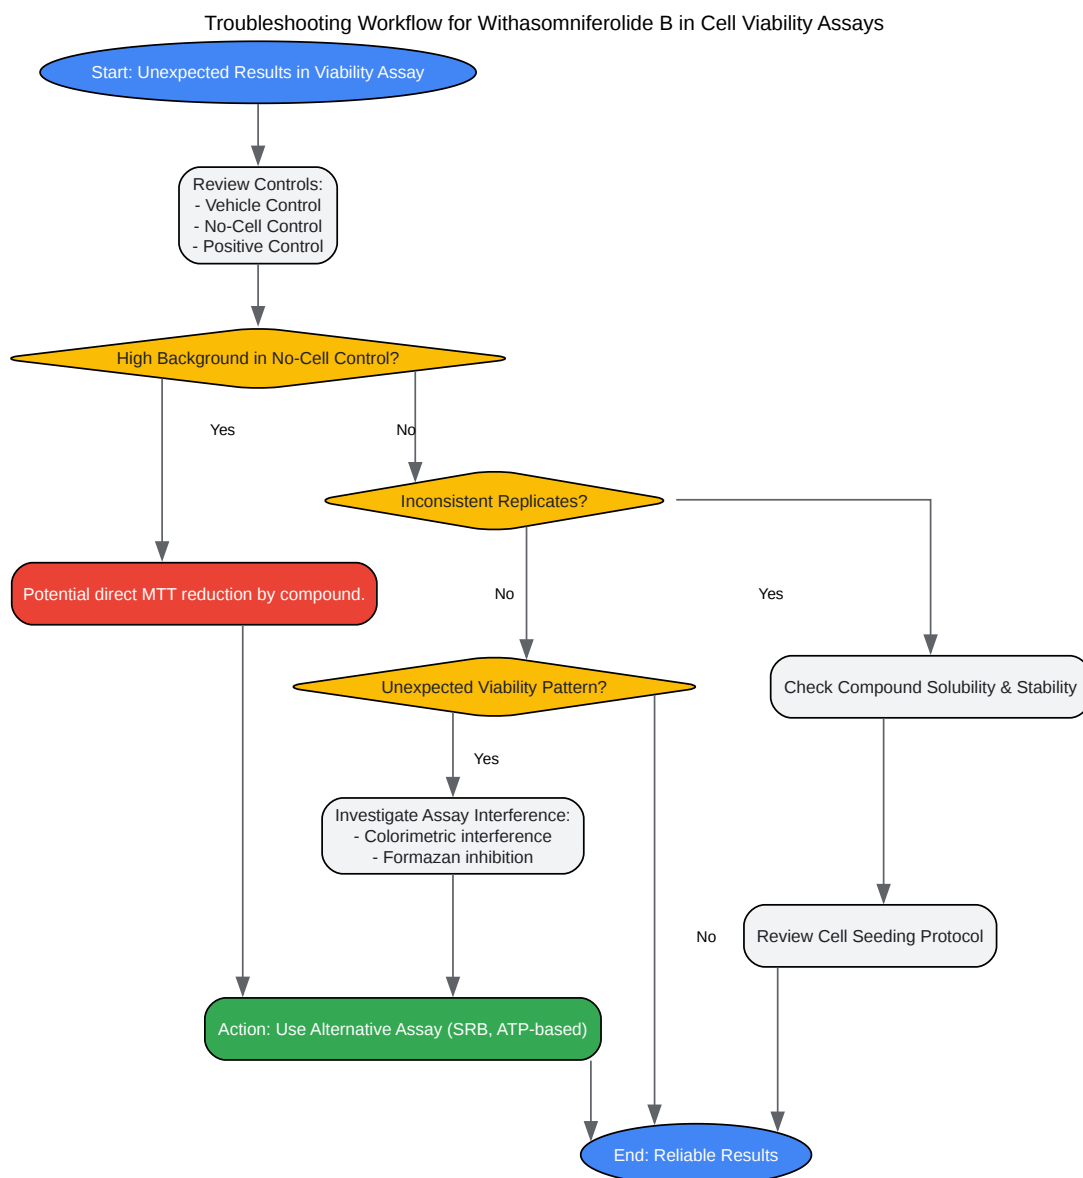 Troubleshooting Workflow for Withasomniferolide B in Cell Viability Assays
Start: Unexpected Results in Viability Assay
Review Controls:
- Vehicle Control
- No-Cell Control
- Positive Control
High Background in No-Cell Control?
Yes
No
Inconsistent Replicates?
Potential direct MTT reduction by compound.
No
Yes
Unexpected Viability Pattern?
Check Compound Solubility & Stability
Yes
Investigate Assay Interference:
- Colorimetric interference
- Formazan inhibition
No
Review Cell Seeding Protocol
Action: Use Alternative Assay (SRB, ATP-based)
End: Reliable Results